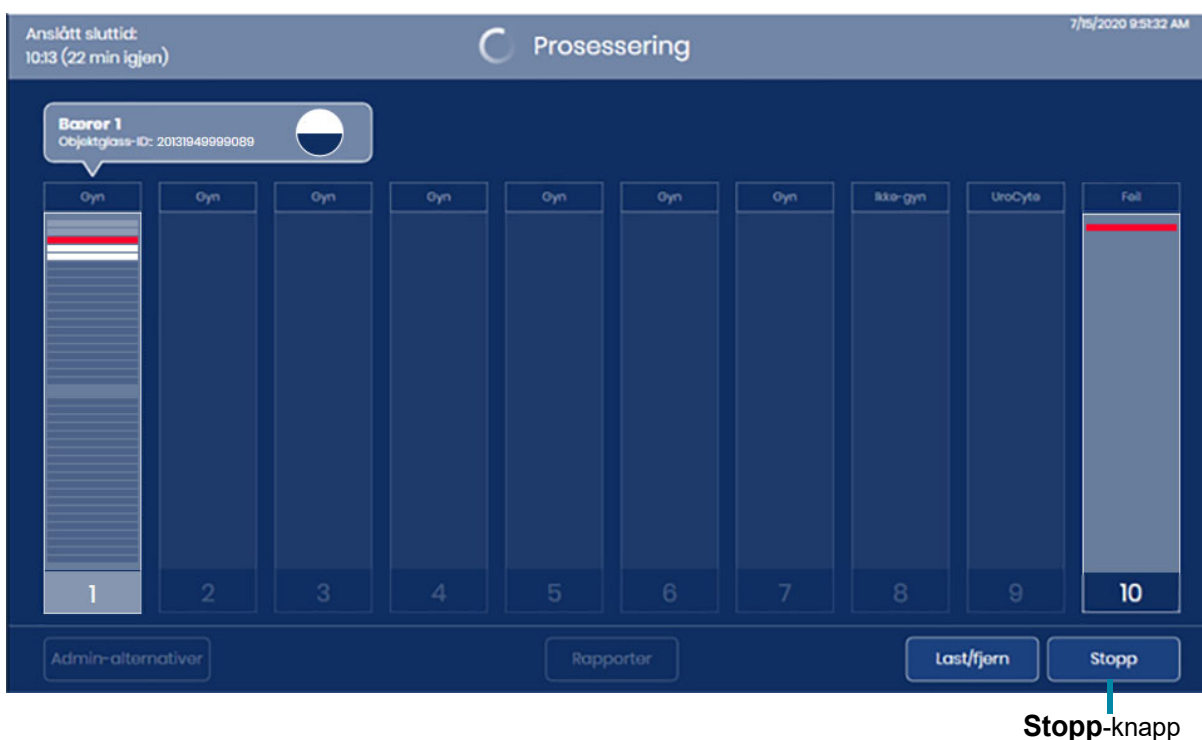 Anslått sluttid:
10:13 (22 min igjen)
Prosessering
7/15/2020 9:51:32 AM
Bærer 1
Objektglass-ID: 20131949999089
Gyn
Gyn
Gyn
Gyn
Gyn
Gyn
Gyn
Ikke-gyn
UroCyte
Feil
1
2
3
4
5
6
7
8
9
10
Admin-alternativer
Rapporter
Last/fjern
Stopp
Stopp-knapp